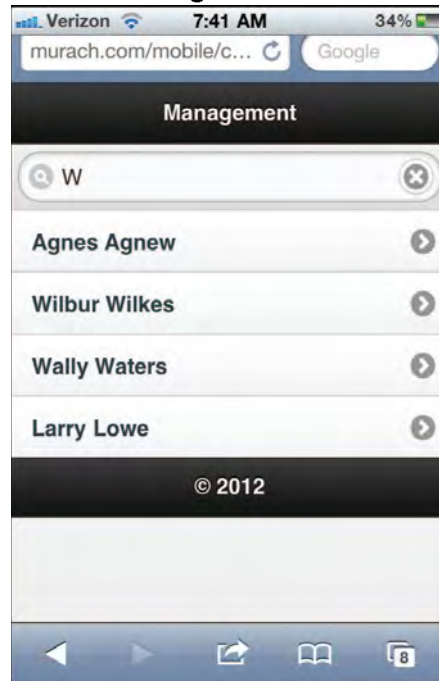 Verizon 7:41 AM 34%
murach.com/mobile/c... Google
Management
W
Agnes Agnew
Wilbur Wilkes
Wally Waters
Larry Lowe
© 2012
8